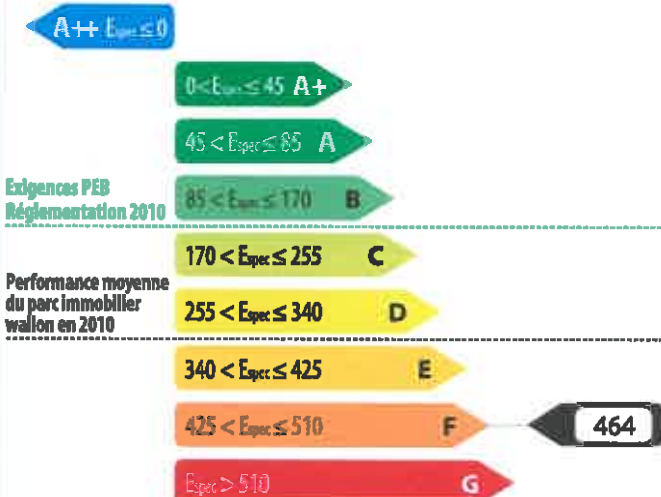 A++ Espec ≤ 0
0 < Espec ≤ 45 A+
45 < Espec ≤ 85 A
Exigences PEB
Réglementation 2010
85 < Espec ≤ 170 B
170 < Espec ≤ 255 C
Performance moyenne
du parc immobilier
wallon en 2010
255 < Espec ≤ 340 D
340 < Espec ≤ 425 E
425 < Espec ≤ 510 F
464
Espec > 510 G